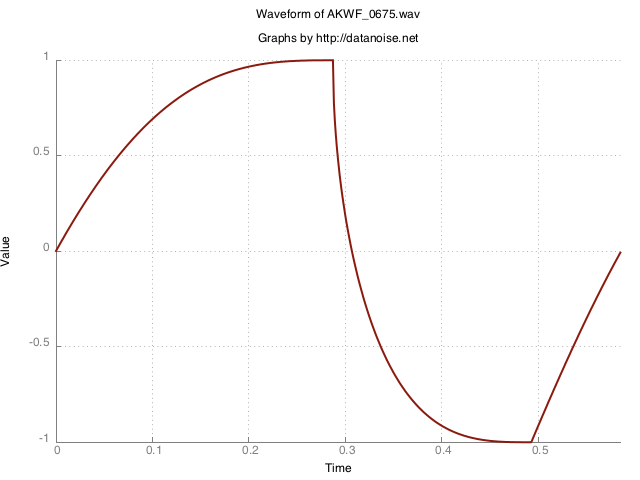 Waveform of AKWF_0675.wav
Graphs by http://datanoise.net
1
0.5
0
-0.5
-1
Value
0 0.1 0.2 0.3 0.4 0.5
Time